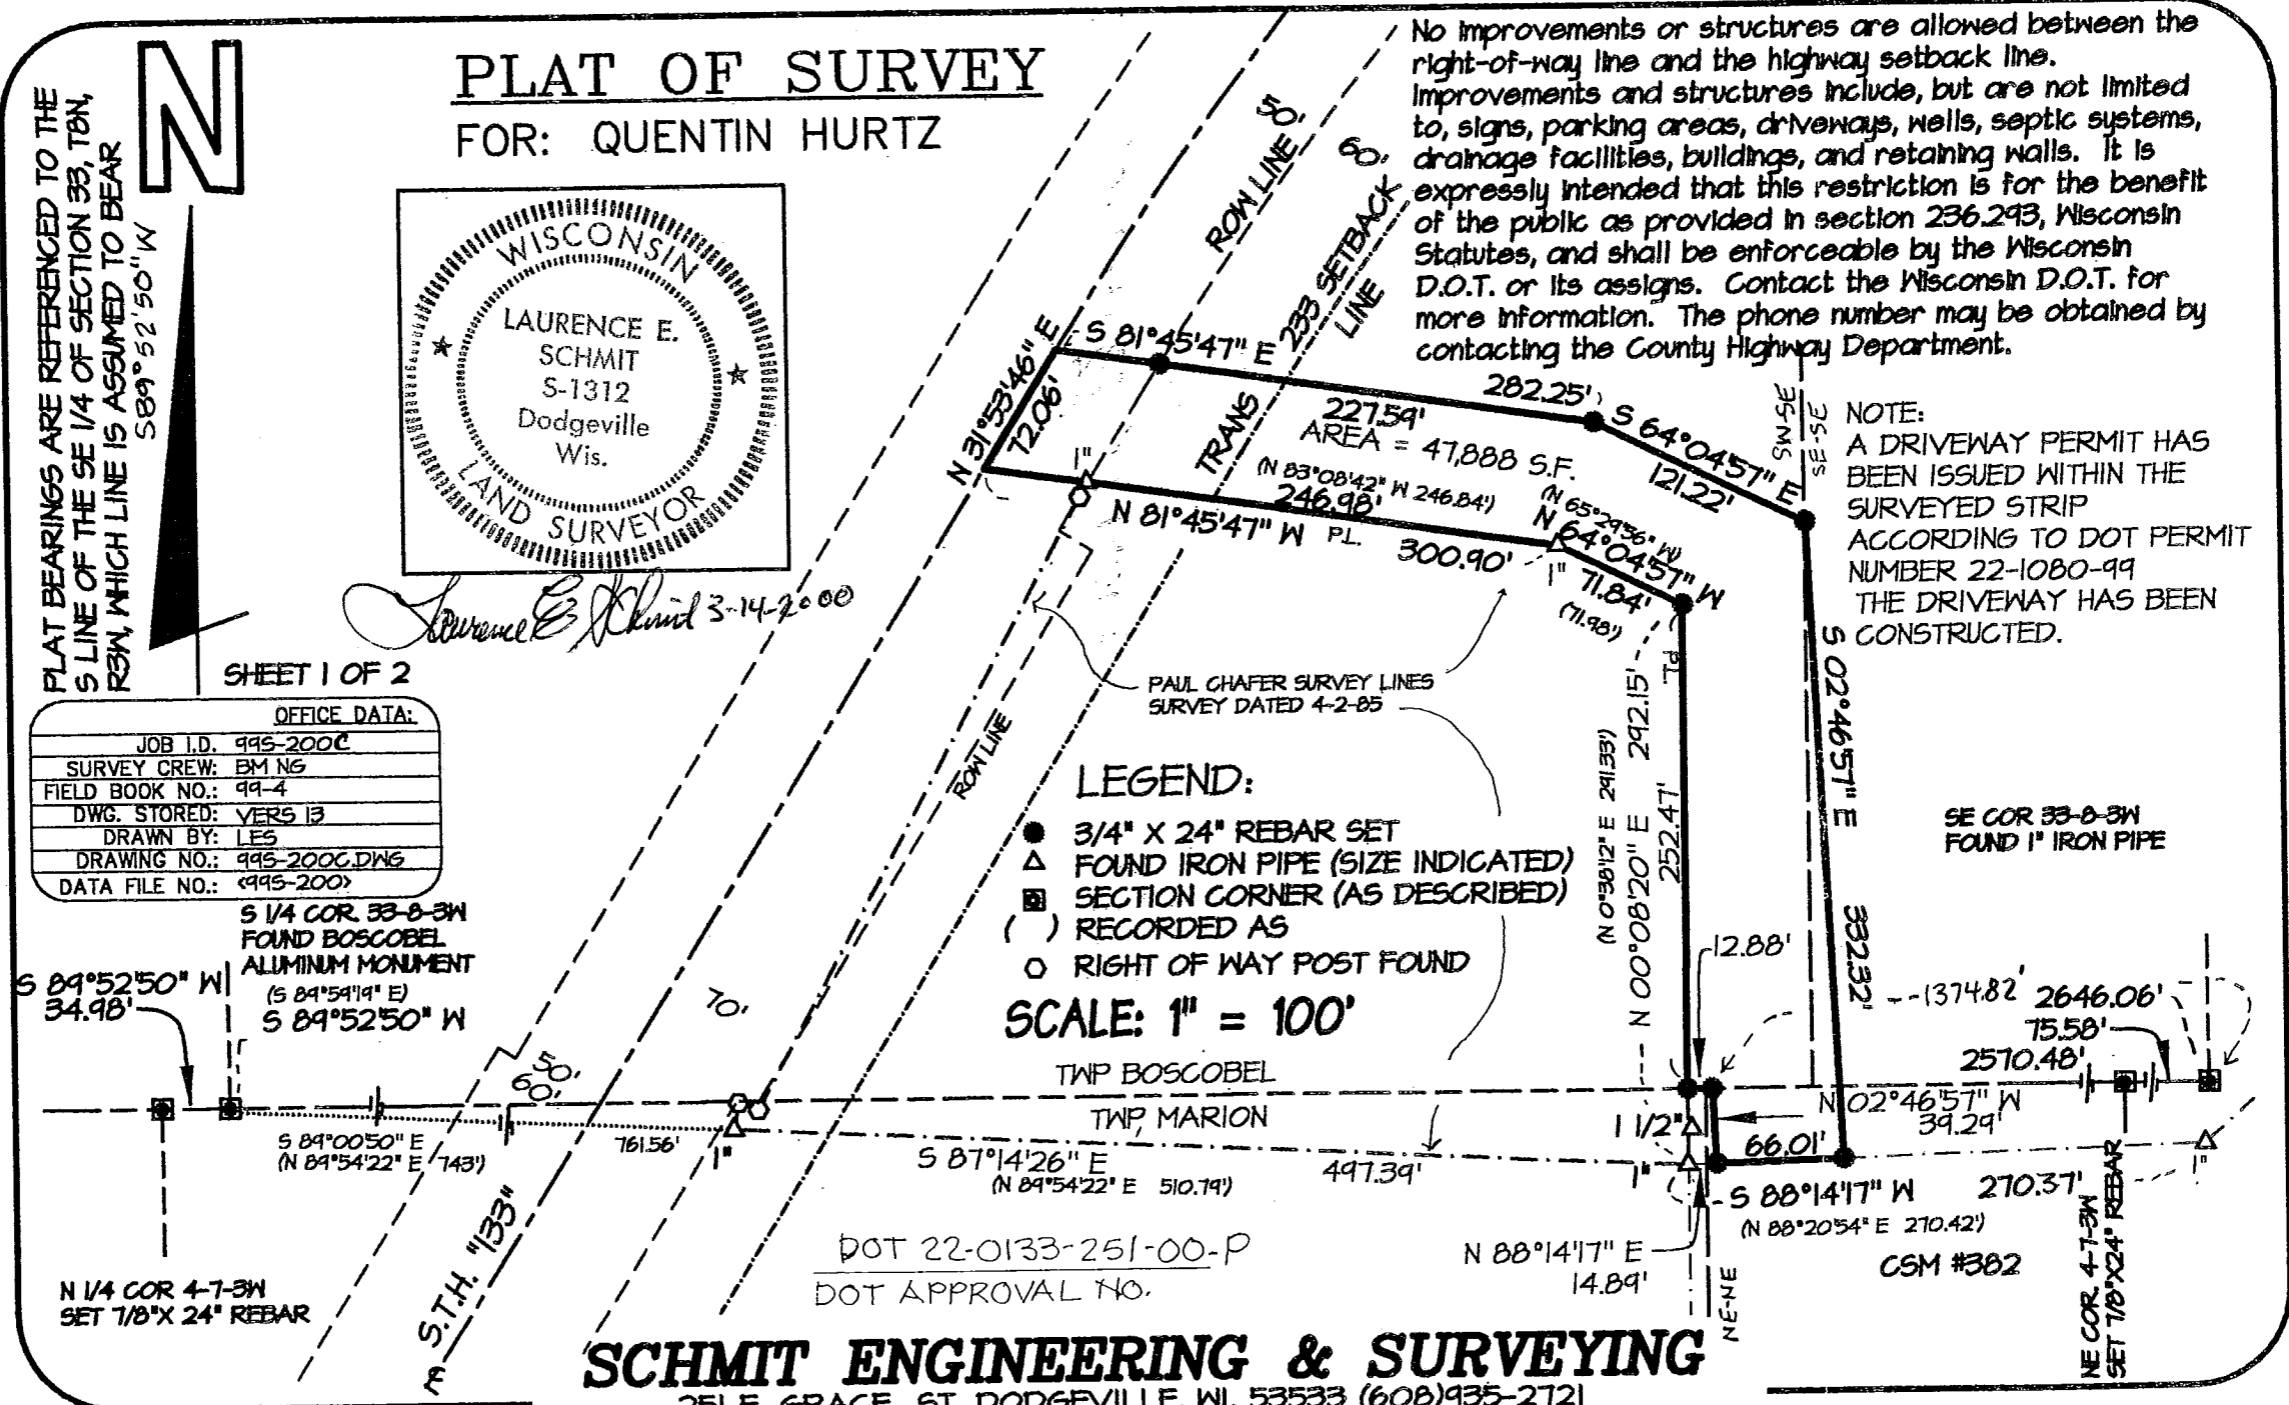 PLAT BEARINGS ARE REFERENCED TO THE
S LINE OF THE SE 1/4 OF SECTION 33, T8N,
R3W, WHICH LINE IS ASSUMED TO BEAR
S89°52'50"W
N
PLAT OF SURVEY
FOR: QUENTIN HURTZ
WISCONSIN
LAURENCE E.
SCHMIT
S-1312
Dodgeville
Wis.
LAND SURVEYOR
Laurence E Schmit 3-14-2000
SHEET 1 OF 2
OFFICE DATA:
JOB I.D. 99S-200C
SURVEY CREW: BM NG
FIELD BOOK NO.: 99-4
DWG. STORED: VERS 13
DRAWN BY: LES
DRAWING NO.: 99S-200C.DWG
DATA FILE NO.: <99S-200>
No improvements or structures are allowed between the
right-of-way line and the highway setback line.
Improvements and structures include, but are not limited
to, signs, parking areas, driveways, wells, septic systems,
drainage facilities, buildings, and retaining walls. It is
expressly intended that this restriction is for the benefit
of the public as provided in section 236.293, Wisconsin
Statutes, and shall be enforceable by the Wisconsin
D.O.T. or its assigns. Contact the Wisconsin D.O.T. for
more information. The phone number may be obtained by
contacting the County Highway Department.
NOTE:
A DRIVEWAY PERMIT HAS
BEEN ISSUED WITHIN THE
SURVEYED STRIP
ACCORDING TO DOT PERMIT
NUMBER 22-1080-99
THE DRIVEWAY HAS BEEN
CONSTRUCTED.
ROW LINE
50'
60'
TRANS 233 SETBACK
LINE
N 31°53'46" E
72.06'
S 81°45'47" E
282.25'
227.59'
AREA = 47,888 S.F.
(N 83°08'42" W 246.84')
246.98'
N 81°45'47" W PL.
300.90'
1"
S 64°04'57" E
121.22'
SW-SE
SE-SE
(N 65°29'56" W)
N 64°04'57" W
1"
71.84'
(71.98')
S 02°46'57" E
332.32'
PAUL CHAFER SURVEY LINES
SURVEY DATED 4-2-85
ROW LINE
LEGEND:
3/4" X 24" REBAR SET
FOUND IRON PIPE (SIZE INDICATED)
SECTION CORNER (AS DESCRIBED)
( ) RECORDED AS
RIGHT OF WAY POST FOUND
SCALE: 1" = 100'
(N 0°38'12" E 291.33')
N 00°08'20" E 292.15'
252.47'
12.88'
SE COR 33-8-3W
FOUND 1" IRON PIPE
S 1/4 COR. 33-8-3W
FOUND BOSCOBEL
ALUMINUM MONUMENT
(S 89°59'19" E)
S 89°52'50" W
S 89°52'50" W
34.98'
70'
50'
60'
TWP BOSCOBEL
TWP, MARION
1374.82'
2646.06'
75.58'
2570.48'
N 02°46'57" W
39.29'
S 89°00'50" E
(N 89°54'22" E 743')
761.56'
1"
S 87°14'26" E
(N 89°54'22" E 510.79')
497.39'
1 1/2"
1"
66.01'
S 88°14'17" W
(N 88°20'54" E 270.42')
270.37'
1"
N 88°14'17" E
14.89'
CSM #382
NE-NE
NE COR. 4-7-3W
SET 7/8"X24" REBAR
N 1/4 COR 4-7-3W
SET 7/8"X 24" REBAR
S.T.H. "133"
DOT 22-0133-251-00-P
DOT APPROVAL NO.
SCHMIT ENGINEERING & SURVEYING
E. GRACE ST. DODGEVILLE, WI. 53533 (608)935-2721